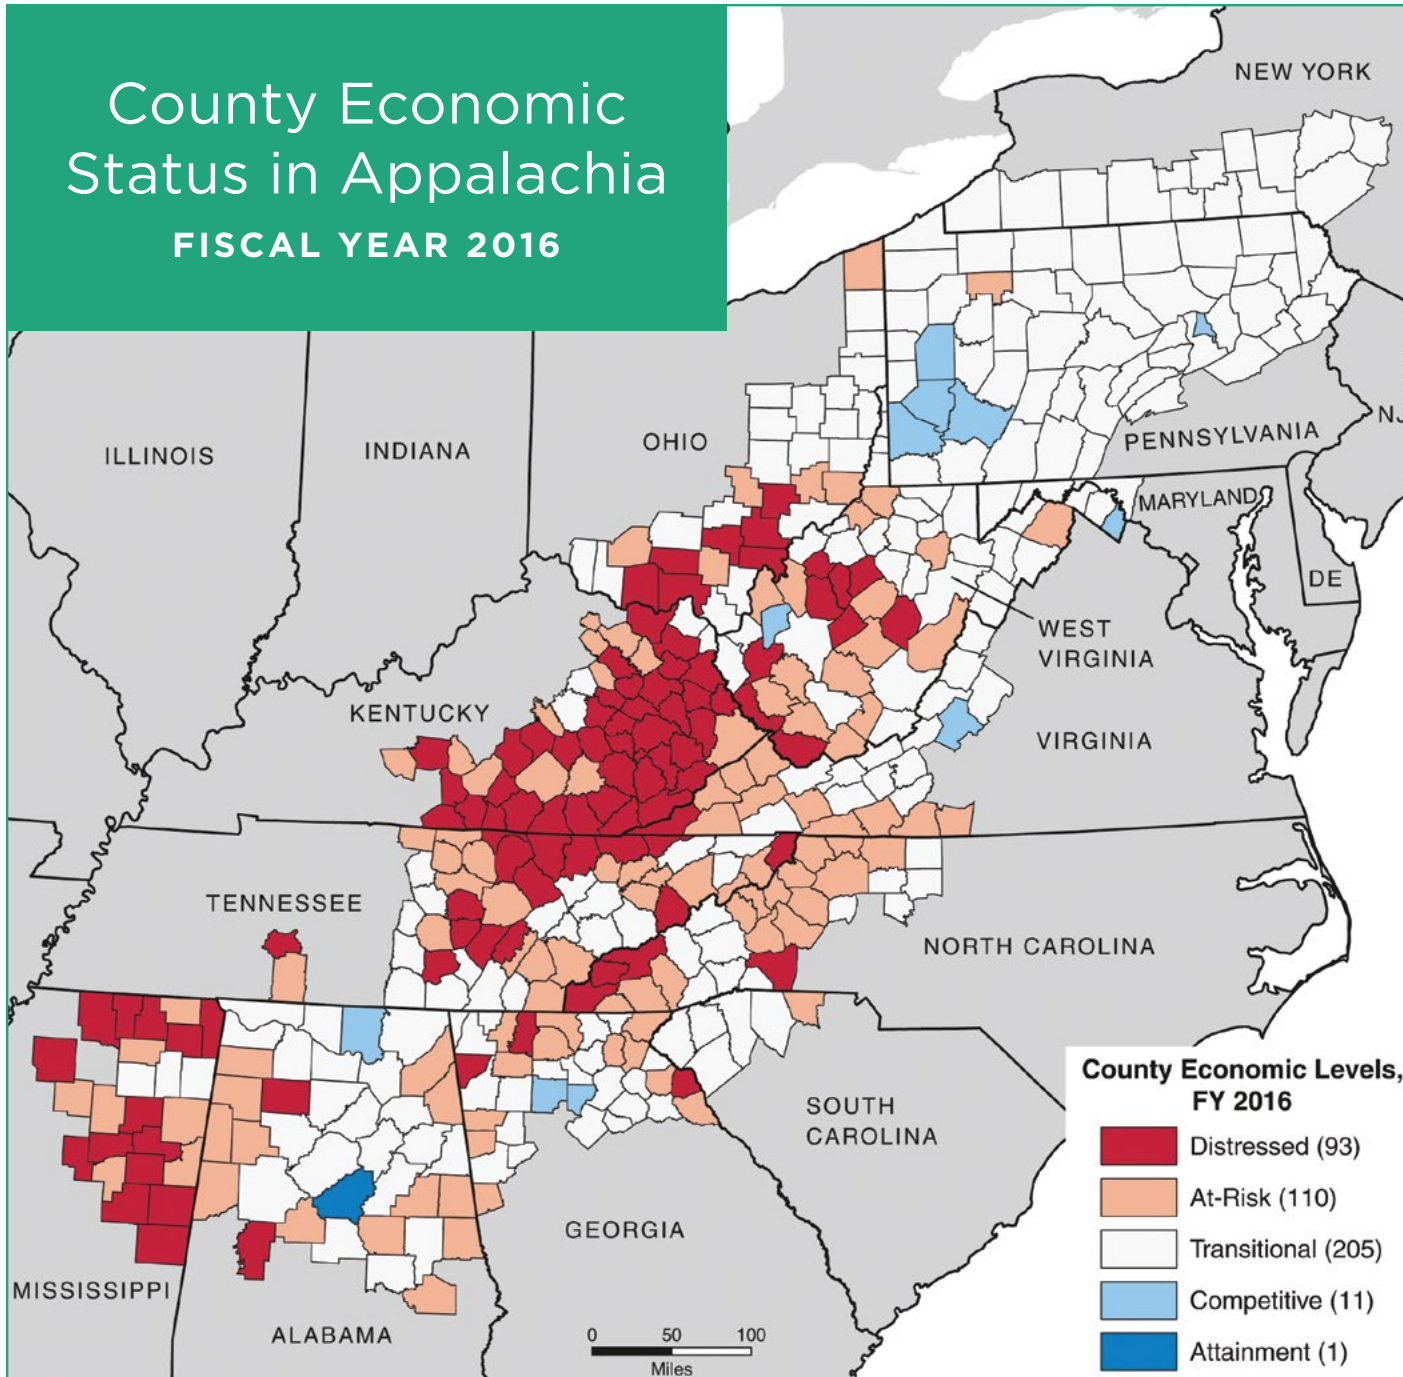 County Economic
Status in Appalachia
FISCAL YEAR 2016
NEW YORK
ILLINOIS
INDIANA
OHIO
PENNSYLVANIA
NJ
MARYLAND
DE
WEST
VIRGINIA
KENTUCKY
VIRGINIA
TENNESSEE
NORTH CAROLINA
SOUTH
CAROLINA
GEORGIA
MISSISSIPPI
ALABAMA
0 50 100
Miles
County Economic Levels,
FY 2016
Distressed (93)
At-Risk (110)
Transitional (205)
Competitive (11)
Attainment (1)